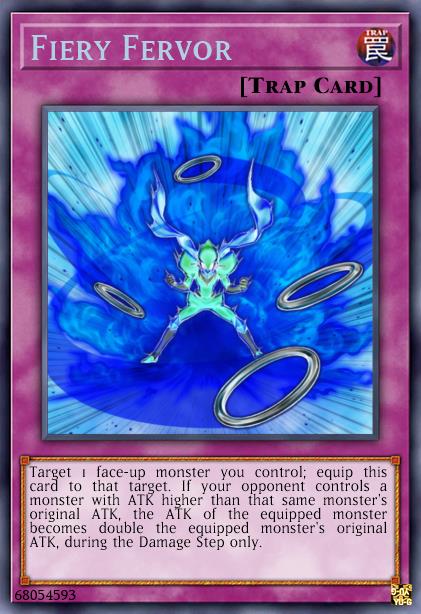 Fiery Fervor
TRAP
罠
[Trap Card]
Target 1 face-up monster you control; equip this
card to that target. If your opponent controls a
monster with ATK higher than that same monster's
original ATK, the ATK of the equipped monster
becomes double the equipped monster's original
ATK, during the Damage Step only.
68054593